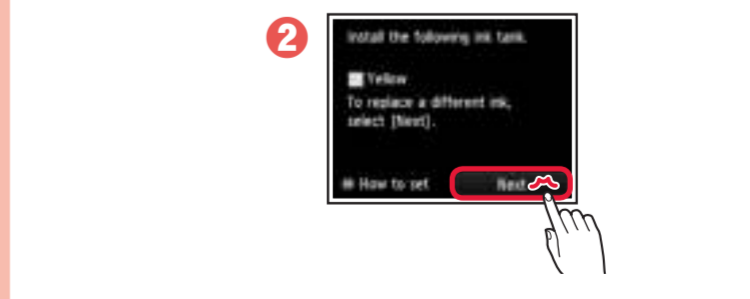 2
Install the following ink tank.
Yellow
To replace a different ink,
select [Next].
How to set
Next